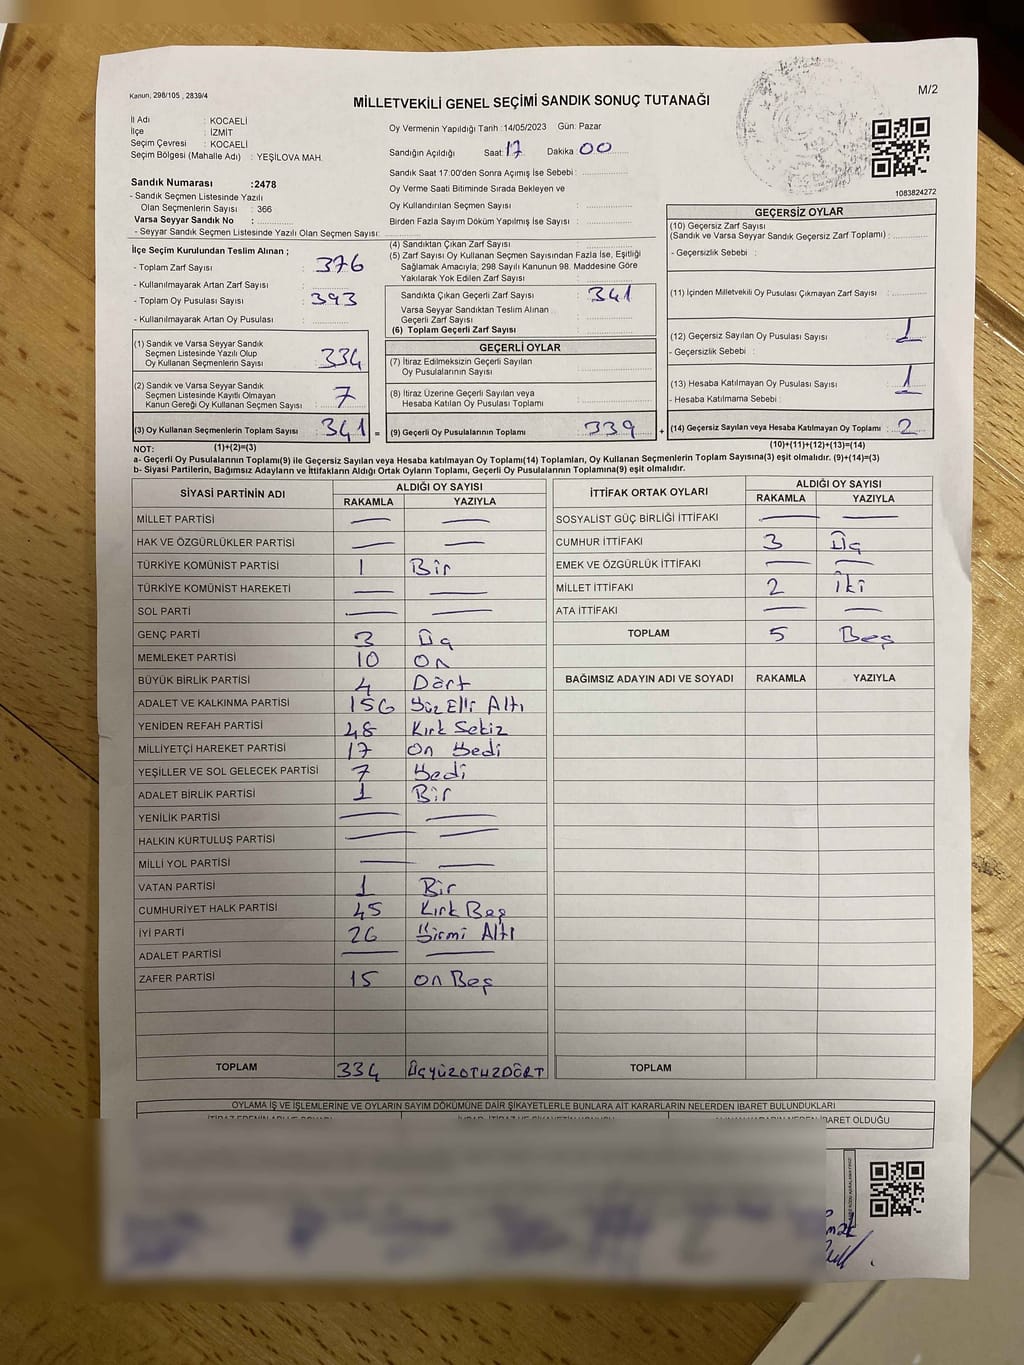 Kanun, 298/105 , 2839/4
MİLLETVEKİLİ GENEL SEÇİMİ SANDIK SONUÇ TUTANAĞI
M/2
İl Adı : KOCAELİ
İlçe : İZMİT
Seçim Çevresi : KOCAELİ
Seçim Bölgesi (Mahalle Adı) : YEŞİLOVA MAH.
Oy Vermenin Yapıldığı Tarih :14/05/2023 Gün: Pazar
Sandığın Açıldığı Saat: 17 Dakika 00
Sandık Saat 17:00'den Sonra Açımış İse Sebebi :
Oy Verme Saati Bitiminde Sırada Bekleyen ve
Oy Kullandırılan Seçmen Sayısı :
Birden Fazla Sayım Döküm Yapılmış İse Sayısı :
1083824272
Sandık Numarası :2478
- Sandık Seçmen Listesinde Yazılı
Olan Seçmenlerin Sayısı : 366
Varsa Seyyar Sandık No :
- Seyyar Sandık Seçmen Listesinde Yazılı Olan Seçmen Sayısı:
İlçe Seçim Kurulundan Teslim Alınan ;
- Toplam Zarf Sayısı : 376
- Kullanılmayarak Artan Zarf Sayısı :
- Toplam Oy Pusulası Sayısı : 393
- Kullanılmayarak Artan Oy Pusulası :
(1) Sandık ve Varsa Seyyar Sandık
Seçmen Listesinde Yazılı Olup
Oy Kullanan Seçmenlerin Sayısı : 334
(2) Sandık ve Varsa Seyyar Sandık
Seçmen Listesinde Kayıtlı Olmayan
Kanun Gereği Oy Kullanan Seçmen Sayısı : 7
(3) Oy Kullanan Seçmenlerin Toplam Sayısı : 341 =
(4) Sandıktan Çıkan Zarf Sayısı :
(5) Zarf Sayısı Oy Kullanan Seçmen Sayısından Fazla İse, Eşitliği
Sağlamak Amacıyla, 298 Sayılı Kanunun 98. Maddesine Göre
Yakılarak Yok Edilen Zarf Sayısı :
Sandıkta Çıkan Geçerli Zarf Sayısı : 341
Varsa Seyyar Sandıktan Teslim Alınan
Geçerli Zarf Sayısı :
(6) Toplam Geçerli Zarf Sayısı :
GEÇERLİ OYLAR
(7) İtiraz Edilmeksizin Geçerli Sayılan
Oy Pusulalarının Sayısı :
(8) İtiraz Üzerine Geçerli Sayılan veya
Hesaba Katılan Oy Pusulası Toplamı :
(9) Geçerli Oy Pusulalarının Toplamı : 339 +
GEÇERSİZ OYLAR
(10) Geçersiz Zarf Sayısı
(Sandık ve Varsa Seyyar Sandık Geçersiz Zarf Toplamı) :
- Geçersizlik Sebebi :
(11) İçinden Milletvekili Oy Pusulası Çıkmayan Zarf Sayısı :
(12) Geçersiz Sayılan Oy Pusulası Sayısı : 1
- Geçersizlik Sebebi :
(13) Hesaba Katılmayan Oy Pusulası Sayısı : 1
- Hesaba Katılmama Sebebi :
(14) Geçersiz Sayılan veya Hesaba Katılmayan Oy Toplamı : 2
NOT: (1)+(2)=(3) (10)+(11)+(12)+(13)=(14)
a- Geçerli Oy Pusulalarının Toplamı(9) ile Geçersiz Sayılan veya Hesaba katılmayan Oy Toplamı(14) Toplamları, Oy Kullanan Seçmenlerin Toplam Sayısına(3) eşit olmalıdır. (9)+(14)=(3)
b- Siyasi Partilerin, Bağımsız Adayların ve İttifakların Aldığı Ortak Oyların Toplamı, Geçerli Oy Pusulalarının Toplamına(9) eşit olmalıdır.
SİYASİ PARTİNİN ADI ALDIĞI OY SAYISI
RAKAMLA YAZIYLA
MİLLET PARTİSİ — —
HAK VE ÖZGÜRLÜKLER PARTİSİ — —
TÜRKİYE KOMÜNİST PARTİSİ 1 Bir
TÜRKİYE KOMÜNİST HAREKETİ — —
SOL PARTİ — —
GENÇ PARTİ 3 Üç
MEMLEKET PARTİSİ 10 On
BÜYÜK BİRLİK PARTİSİ 4 Dört
ADALET VE KALKINMA PARTİSİ 156 Yüz Elli Altı
YENİDEN REFAH PARTİSİ 48 Kırk Sekiz
MİLLİYETÇİ HAREKET PARTİSİ 17 On Yedi
YEŞİLLER VE SOL GELECEK PARTİSİ 7 Yedi
ADALET BİRLİK PARTİSİ 1 Bir
YENİLİK PARTİSİ — —
HALKIN KURTULUŞ PARTİSİ — —
MİLLİ YOL PARTİSİ — —
VATAN PARTİSİ 1 Bir
CUMHURİYET HALK PARTİSİ 45 Kırk Beş
İYİ PARTİ 26 Yirmi Altı
ADALET PARTİSİ — —
ZAFER PARTİSİ 15 On Beş
TOPLAM 334 ÜÇYÜZOTUZDÖRT
İTTİFAK ORTAK OYLARI ALDIĞI OY SAYISI
RAKAMLA YAZIYLA
SOSYALİST GÜÇ BİRLİĞİ İTTİFAKI — —
CUMHUR İTTİFAKI 3 Üç
EMEK VE ÖZGÜRLÜK İTTİFAKI — —
MİLLET İTTİFAKI 2 İki
ATA İTTİFAKI — —
TOPLAM 5 Beş
BAĞIMSIZ ADAYIN ADI VE SOYADI RAKAMLA YAZIYLA
TOPLAM
OYLAMA İŞ VE İŞLEMLERİNE VE OYLARIN SAYIM DÖKÜMÜNE DAİR ŞİKAYETLERLE BUNLARA AİT KARARLARIN NELERDEN İBARET BULUNDUKLARI